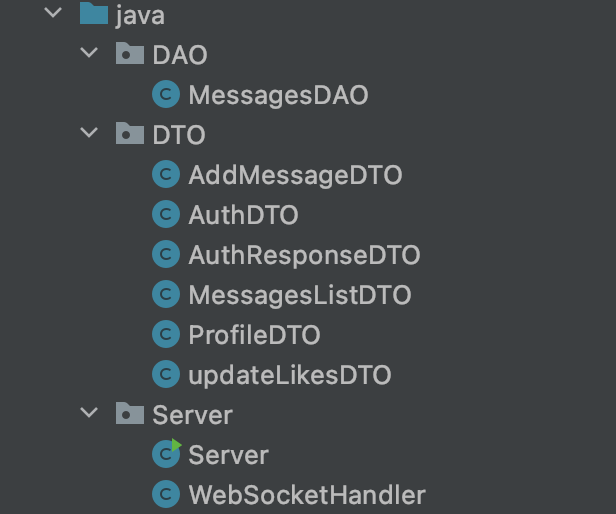 java
DAO
MessagesDAO
DTO
AddMessageDTO
AuthDTO
AuthResponseDTO
MessagesListDTO
ProfileDTO
updateLikesDTO
Server
Server
WebSocketHandler